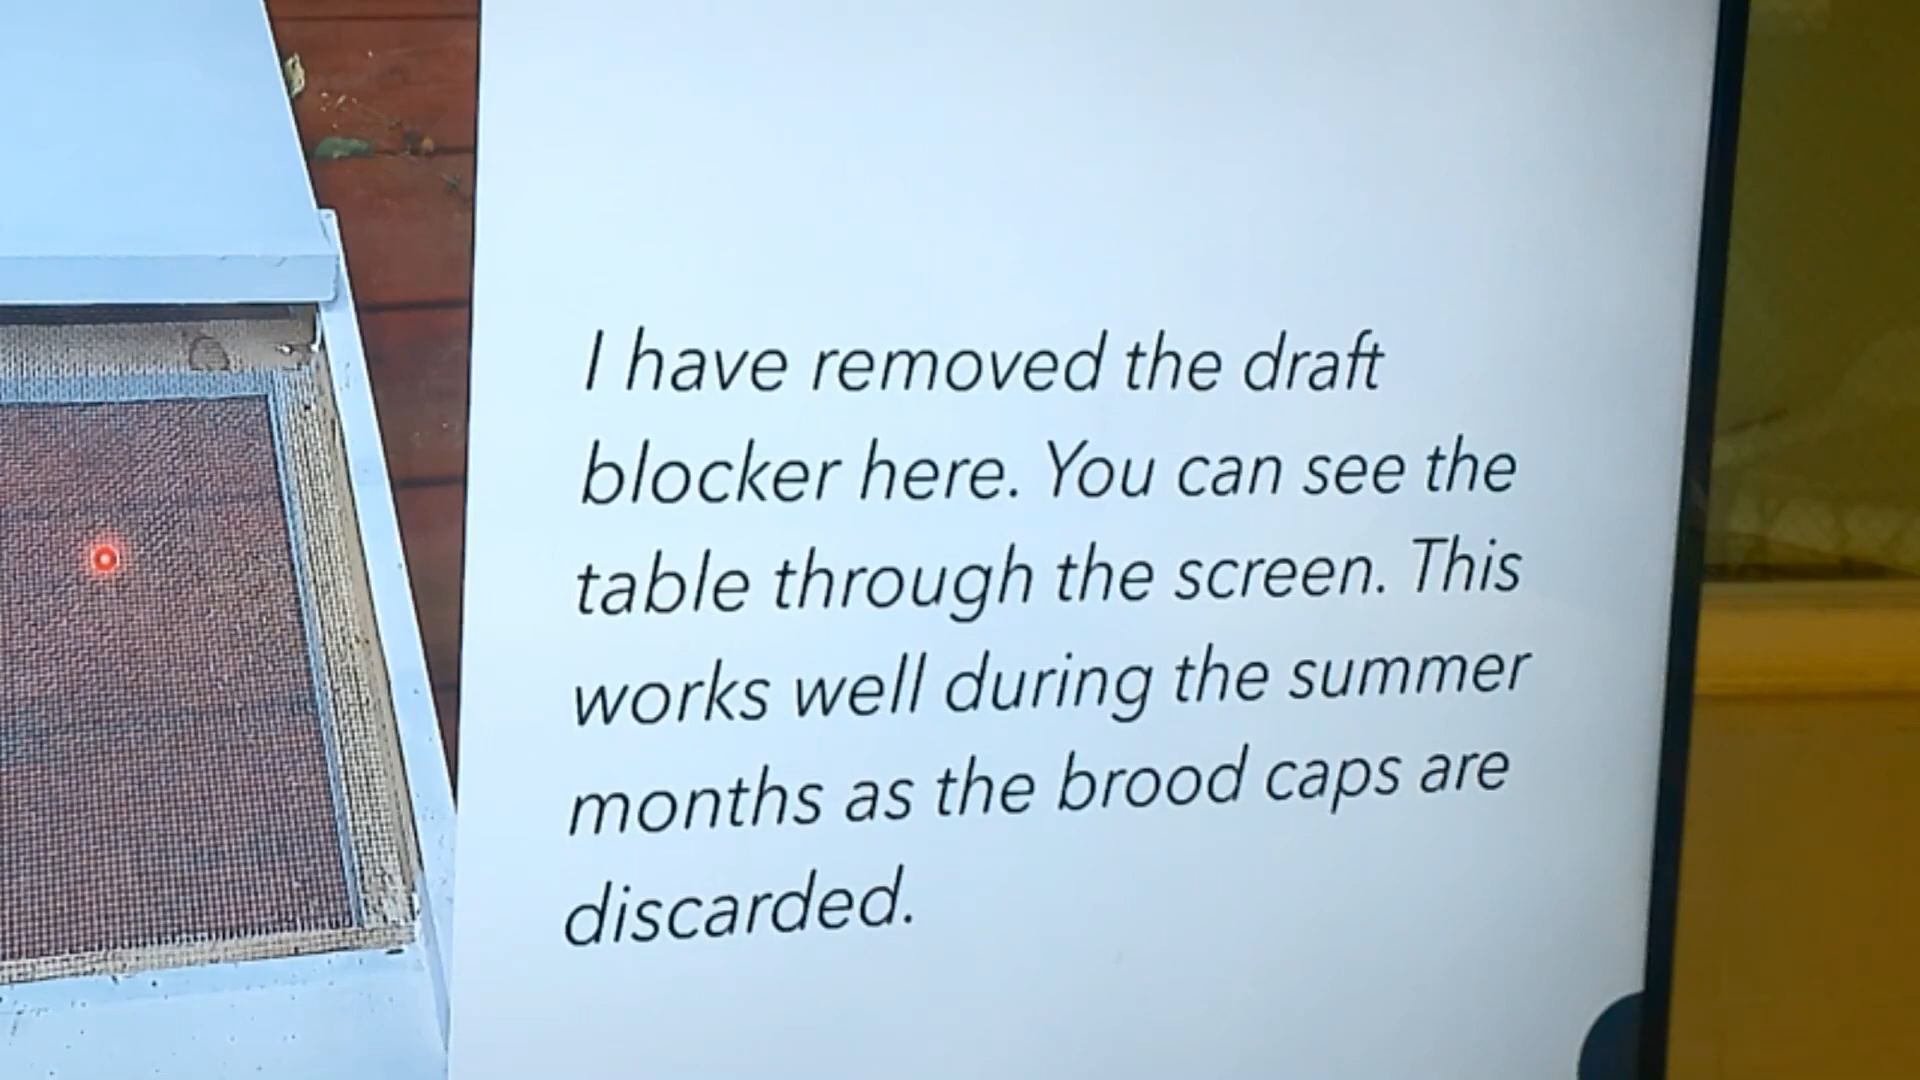 I have removed the draft
blocker here. You can see the
table through the screen. This
works well during the summer
months as the brood caps are
discarded.